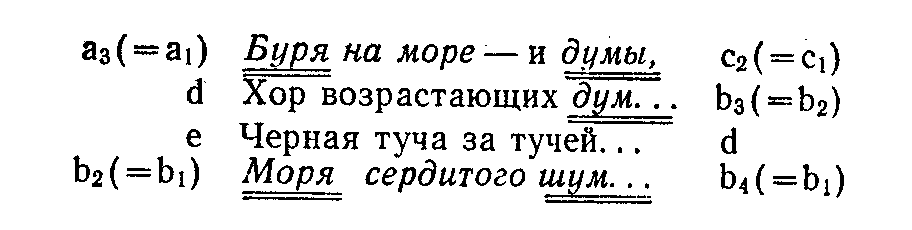 a₃(=a₁) Буря на море — и думы, c₂(=c₁)
d Хор возрастающих дум... b₃(=b₂)
e Черная туча за тучей... d
b₂(=b₁) Моря сердитого шум... b₄(=b₁)